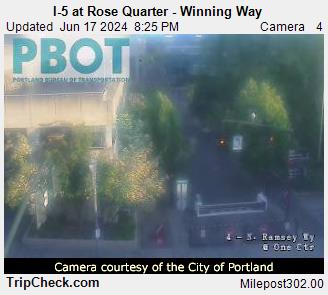 I-5 at Rose Quarter - Winning Way
Updated Jun 17 2024 8:25 PM Camera 4
PBOT
PORTLAND BUREAU OF TRANSPORTATION
4 - N. Ramsey Wy
@ One Ctr
Camera courtesy of the City of Portland
TripCheck.com Milepost302.00